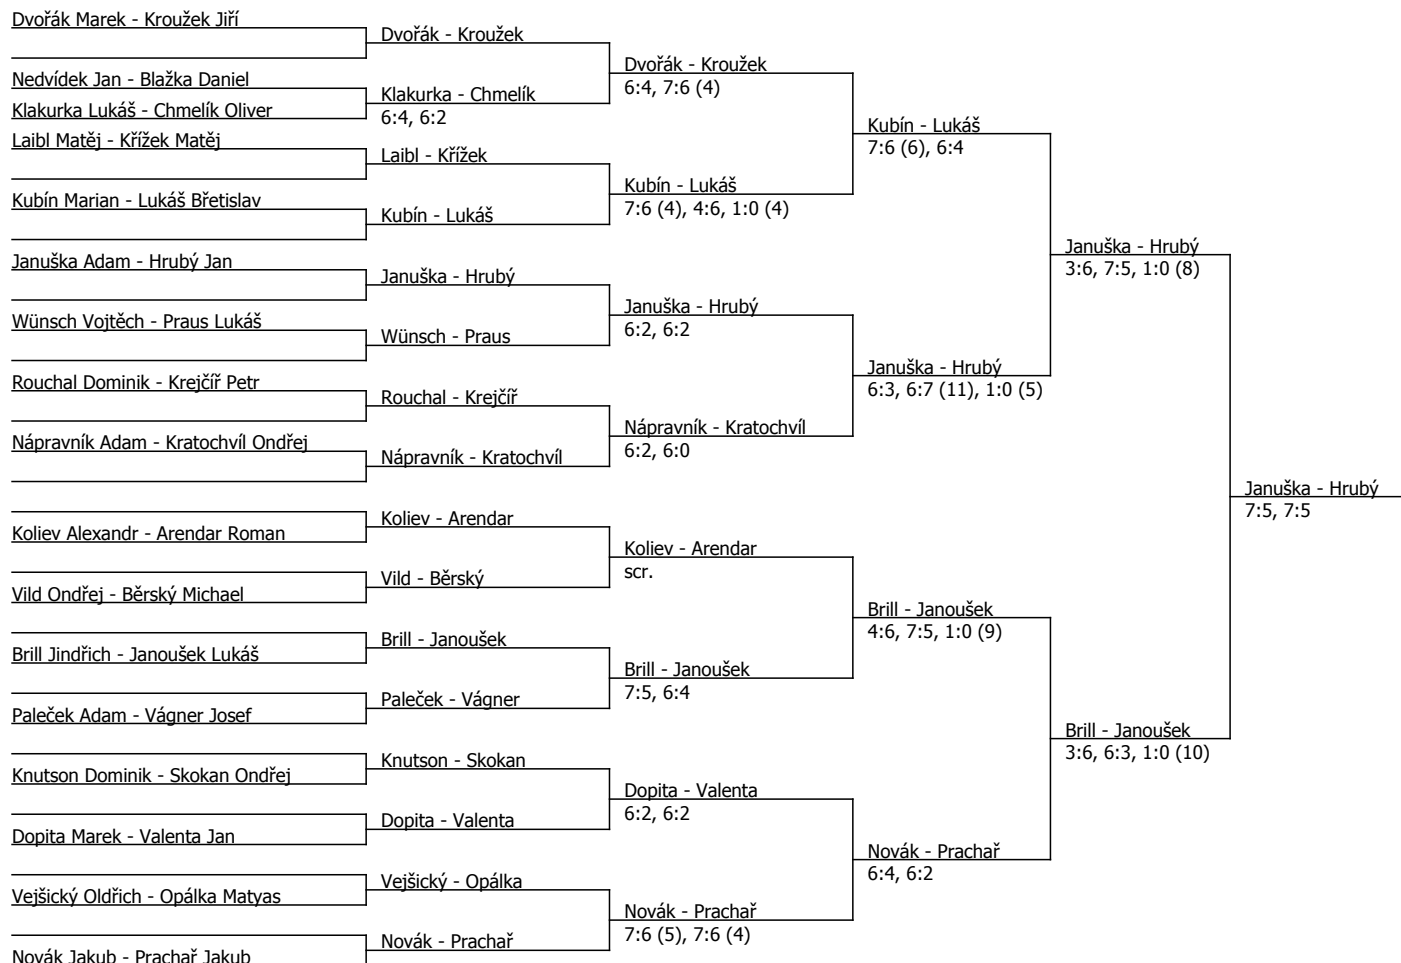 Dvořák Marek - Kroužek Jiří
Nedvídek Jan - Blažka Daniel
Klakurka Lukáš - Chmelík Oliver
Laibl Matěj - Křížek Matěj
Kubín Marian - Lukáš Břetislav
Januška Adam - Hrubý Jan
Wünsch Vojtěch - Praus Lukáš
Rouchal Dominik - Krejčíř Petr
Nápravník Adam - Kratochvíl Ondřej
Koliev Alexandr - Arendar Roman
Vild Ondřej - Běrský Michael
Brill Jindřich - Janoušek Lukáš
Paleček Adam - Vágner Josef
Knutson Dominik - Skokan Ondřej
Dopita Marek - Valenta Jan
Vejšický Oldřich - Opálka Matyas
Novák Jakub - Prachař Jakub
Dvořák - Kroužek
Klakurka - Chmelík
6:4, 6:2
Laibl - Křížek
Kubín - Lukáš
Januška - Hrubý
Wünsch - Praus
Rouchal - Krejčíř
Nápravník - Kratochvíl
Koliev - Arendar
Vild - Běrský
Brill - Janoušek
Paleček - Vágner
Knutson - Skokan
Dopita - Valenta
Vejšický - Opálka
Novák - Prachař
Dvořák - Kroužek
6:4, 7:6 (4)
Kubín - Lukáš
7:6 (4), 4:6, 1:0 (4)
Januška - Hrubý
6:2, 6:2
Nápravník - Kratochvíl
6:2, 6:0
Koliev - Arendar
scr.
Brill - Janoušek
7:5, 6:4
Dopita - Valenta
6:2, 6:2
Novák - Prachař
7:6 (5), 7:6 (4)
Kubín - Lukáš
7:6 (6), 6:4
Januška - Hrubý
6:3, 6:7 (11), 1:0 (5)
Brill - Janoušek
4:6, 7:5, 1:0 (9)
Novák - Prachař
6:4, 6:2
Januška - Hrubý
3:6, 7:5, 1:0 (8)
Brill - Janoušek
3:6, 6:3, 1:0 (10)
Januška - Hrubý
7:5, 7:5